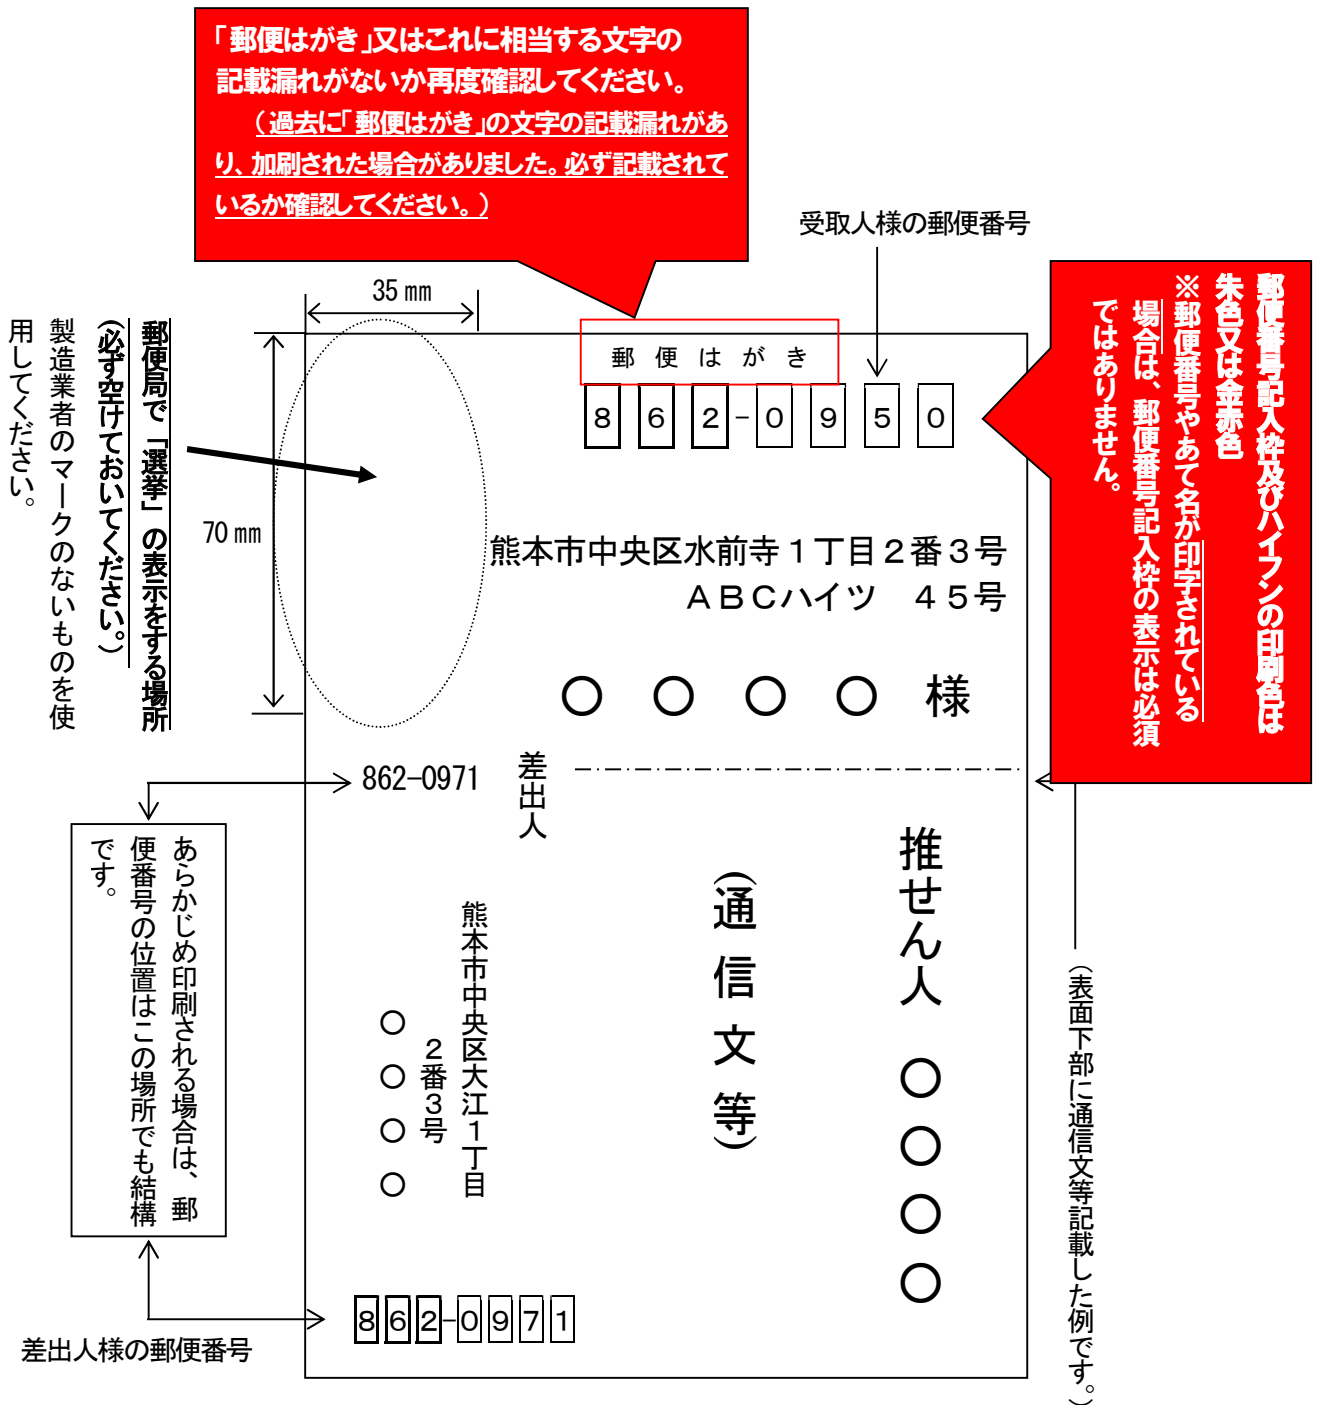 「郵便はがき」又はこれに相当する文字の
記載漏れがないか再度確認してください。
（過去に「郵便はがき」の文字の記載漏れがあ
り、加刷された場合がありました。必ず記載されて
いるか確認してください。）
受取人様の郵便番号
郵便番号記入枠及びハイフンの印刷色は
朱色又は金赤色
※郵便番号やあて名が印字されている
場合は、郵便番号記入枠の表示は必須
ではありません。
35mm
70mm
郵便局で「選挙」の表示をする場所
（必ず空けておいてください。）
製造業者のマークのないものを使
用してください。
郵便はがき
862-0950
熊本市中央区水前寺１丁目２番３号
ＡＢＣハイツ　４５号
○○○○様
862-0971
差出人
推せん人　○○○○
（通信文等）
熊本市中央区大江１丁目
２番３号
○○○○
862-0971
あらかじめ印刷される場合は、郵
便番号の位置はこの場所でも結構
です。
差出人様の郵便番号
（表面下部に通信文等記載した例です。）